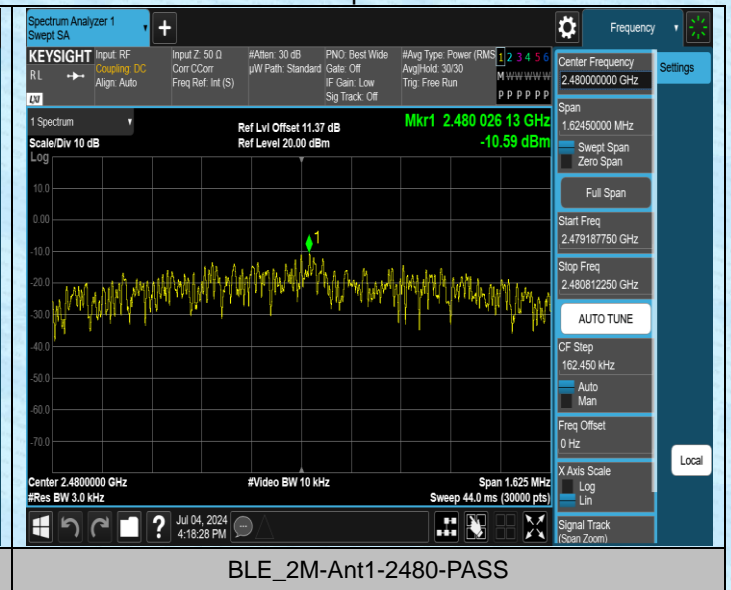 Spectrum Analyzer 1
Swept SA
+
Frequency
KEYSIGHT
RL
LXI
Input: RF
Coupling: DC
Align: Auto
Input Z: 50 Ω
Corr CCorr
Freq Ref: Int (S)
#Atten: 30 dB
µW Path: Standard
PNO: Best Wide
Gate: Off
IF Gain: Low
Sig Track: Off
#Avg Type: Power (RMS
Avg|Hold: 30/30
Trig: Free Run
1 2 3 4 5 6
M W W W W W
P P P P P P
1 Spectrum
Scale/Div 10 dB
Ref Lvl Offset 11.37 dB
Ref Level 20.00 dBm
Mkr1 2.480 026 13 GHz
-10.59 dBm
Log
10.0
0.00
-10.0
-20.0
-30.0
-40.0
-50.0
-60.0
-70.0
1
Center 2.4800000 GHz
#Res BW 3.0 kHz
#Video BW 10 kHz
Span 1.625 MHz
Sweep 44.0 ms (30000 pts)
Center Frequency
2.480000000 GHz
Settings
Span
1.62450000 MHz
Swept Span
Zero Span
Full Span
Start Freq
2.479187750 GHz
Stop Freq
2.480812250 GHz
AUTO TUNE
CF Step
162.450 kHz
Auto
Man
Freq Offset
0 Hz
X Axis Scale
Log
Lin
Local
Signal Track
(Span Zoom)
?
Jul 04, 2024
4:18:28 PM
BLE_2M-Ant1-2480-PASS